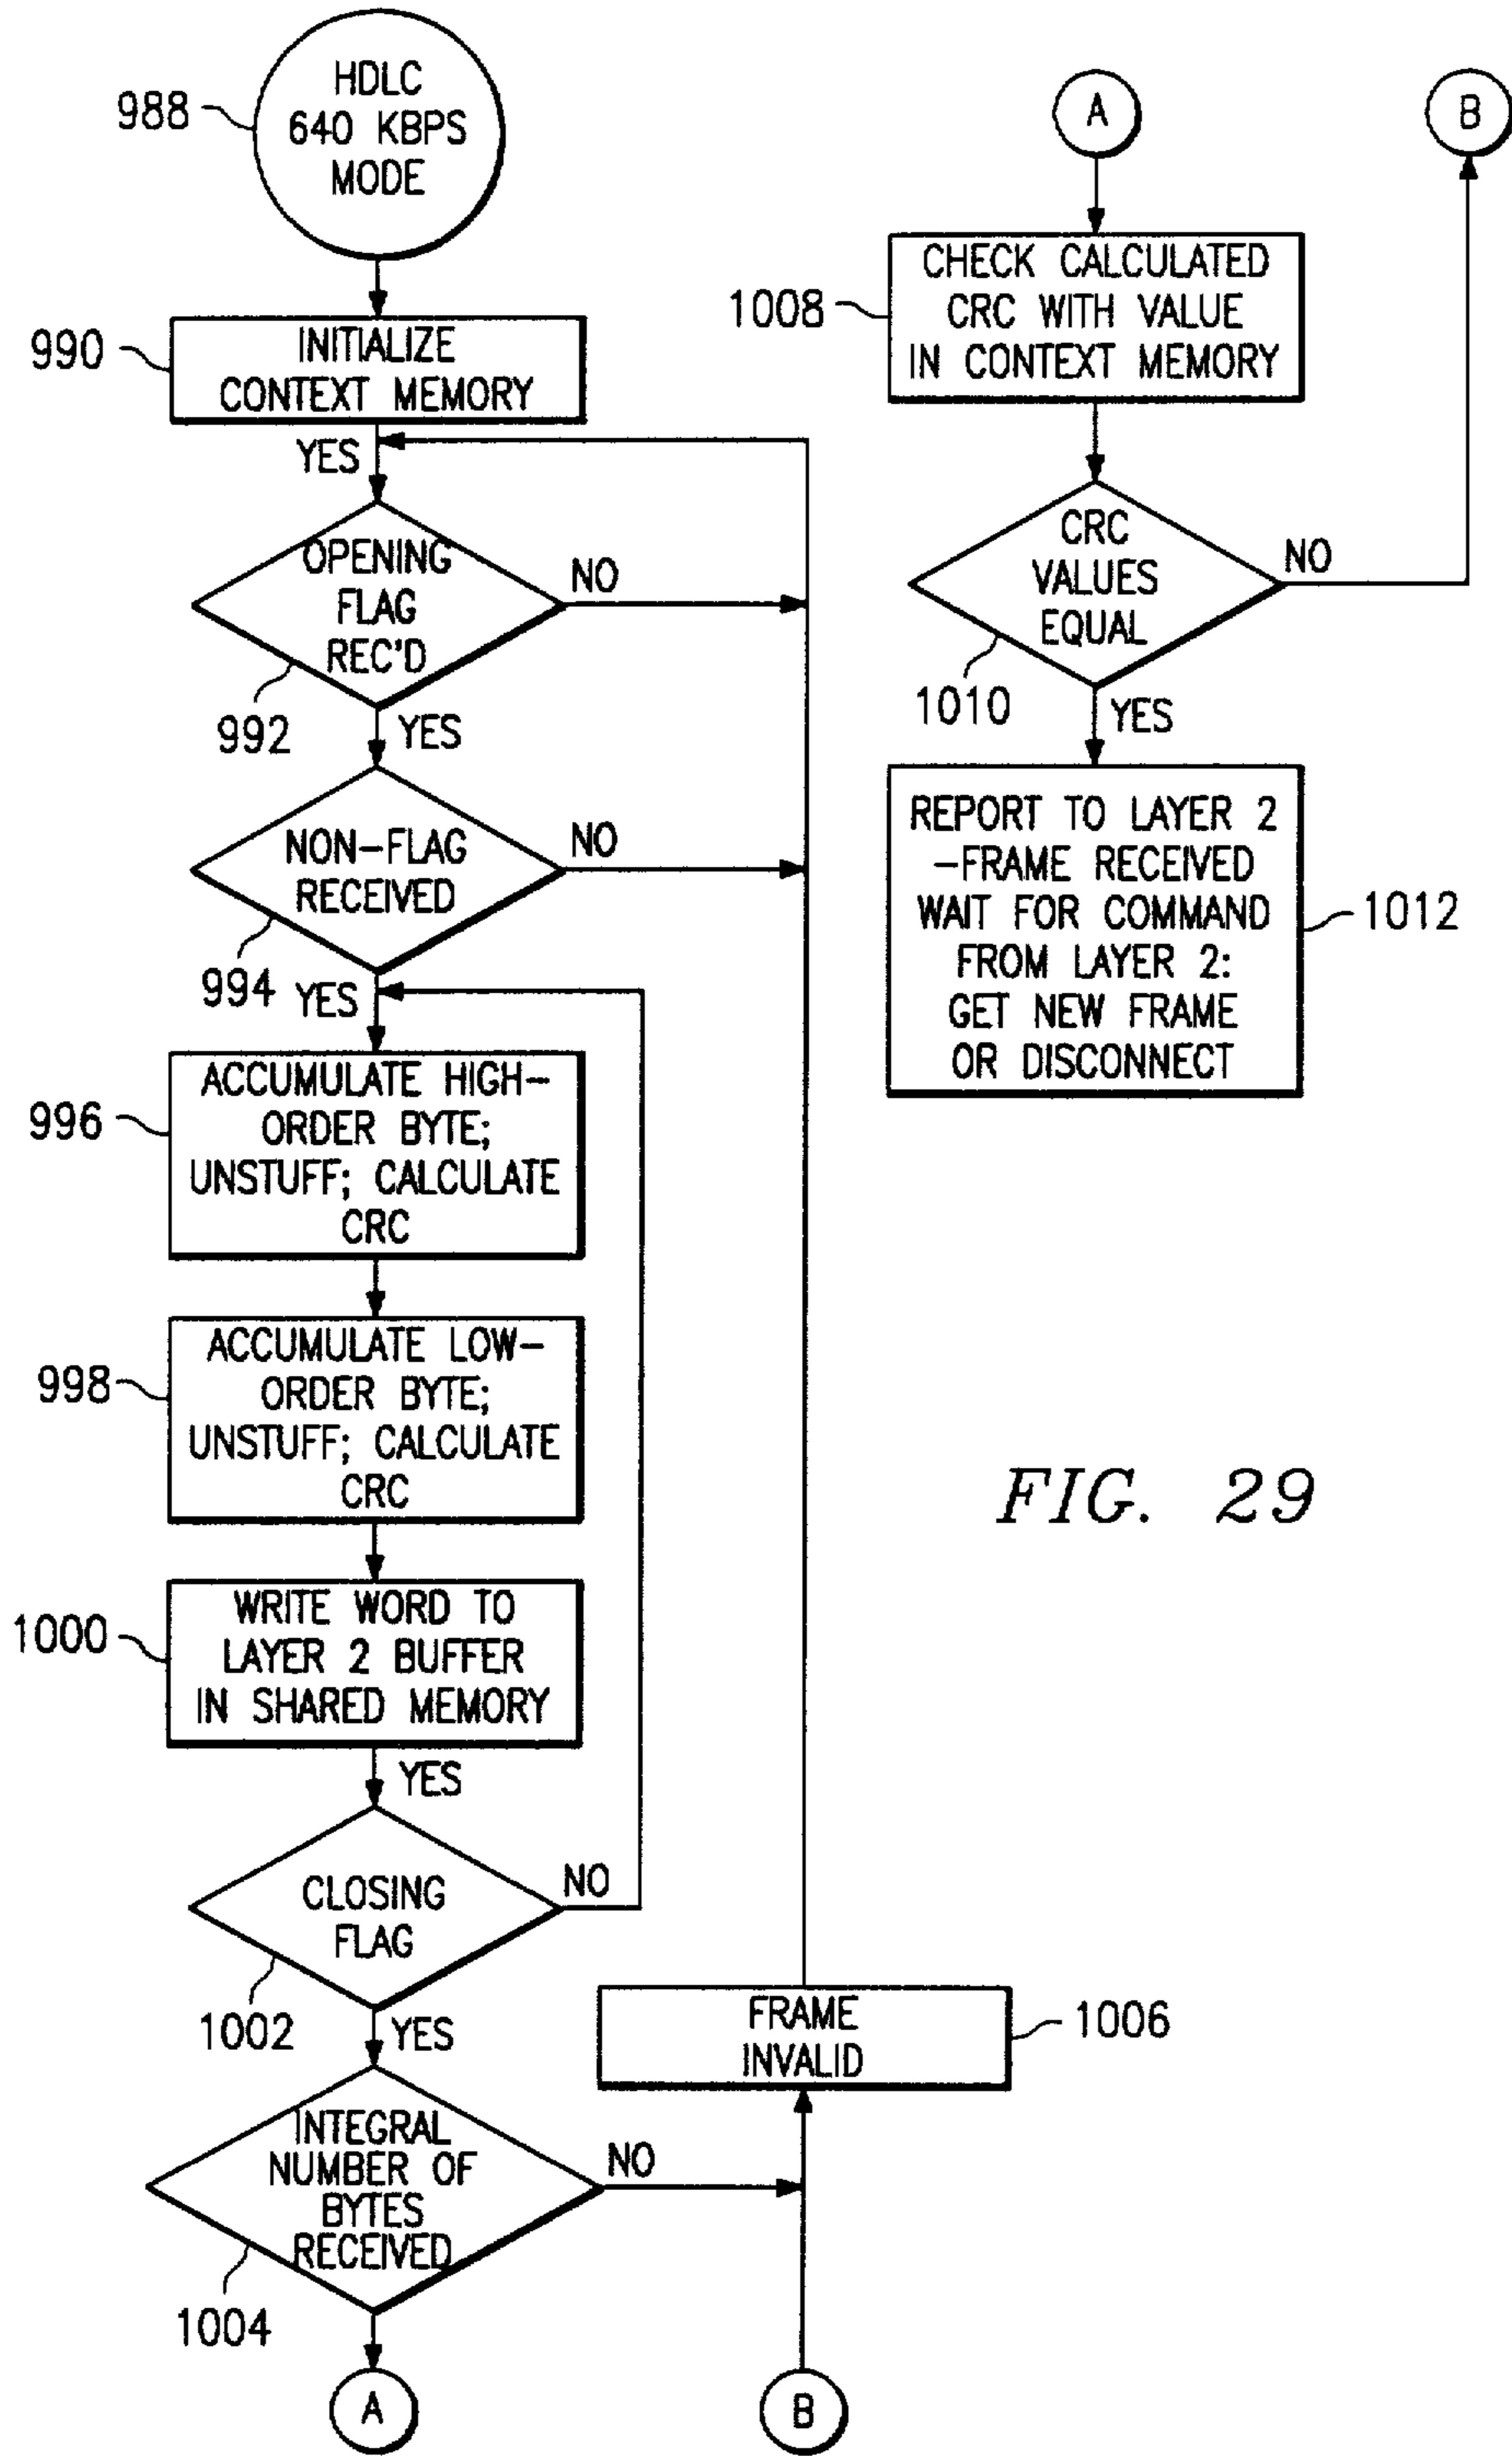 HDLC
640 KBPS
MODE
988
INITIALIZE
CONTEXT MEMORY
990
YES
OPENING
FLAG
REC'D
NO
992
YES
NON-FLAG
RECEIVED
NO
994
YES
ACCUMULATE HIGH-
ORDER BYTE;
UNSTUFF; CALCULATE
CRC
996
ACCUMULATE LOW-
ORDER BYTE;
UNSTUFF; CALCULATE
CRC
998
WRITE WORD TO
LAYER 2 BUFFER
IN SHARED MEMORY
1000
YES
CLOSING
FLAG
NO
1002
YES
INTEGRAL
NUMBER OF
BYTES
RECEIVED
NO
1004
A
FRAME
INVALID
1006
B
A
B
CHECK CALCULATED
CRC WITH VALUE
IN CONTEXT MEMORY
1008
CRC
VALUES
EQUAL
NO
1010
YES
REPORT TO LAYER 2
-FRAME RECEIVED
WAIT FOR COMMAND
FROM LAYER 2:
GET NEW FRAME
OR DISCONNECT
1012
FIG. 29